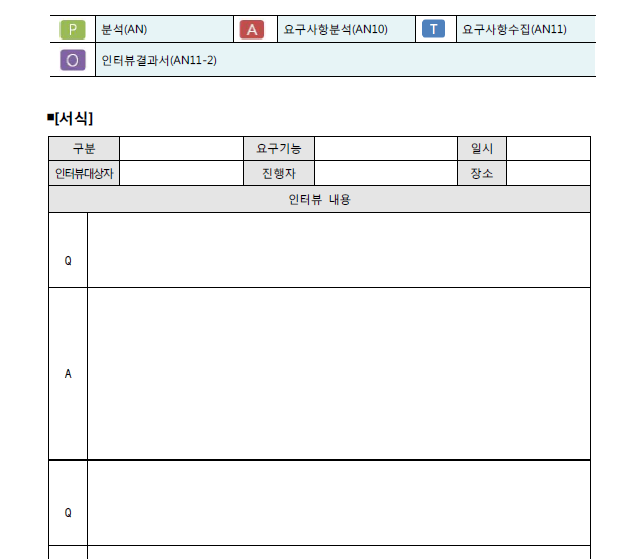 P 분석(AN) A 요구사항분석(AN10) T 요구사항수집(AN11)
O 인터뷰결과서(AN11-2)
■[서식]
구분 요구기능 일시
인터뷰대상자 진행자 장소
인터뷰 내용
Q
A
Q